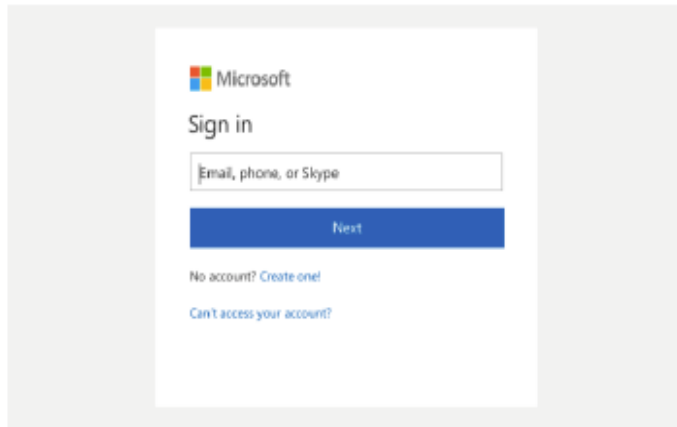 Microsoft
Sign in
Email, phone, or Skype
Next
No account? Create one!
Can't access your account?